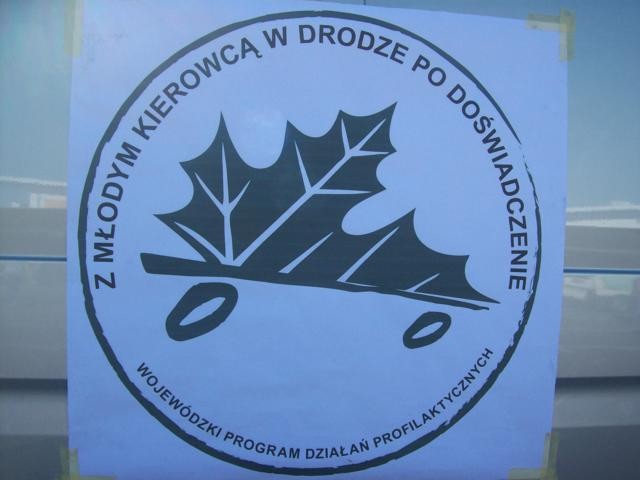 Z MŁODYM KIEROWCĄ W DRODZE PO DOŚWIADCZENIE
WOJEWÓDZKI PROGRAM DZIAŁAŃ PROFILAKTYCZNYCH